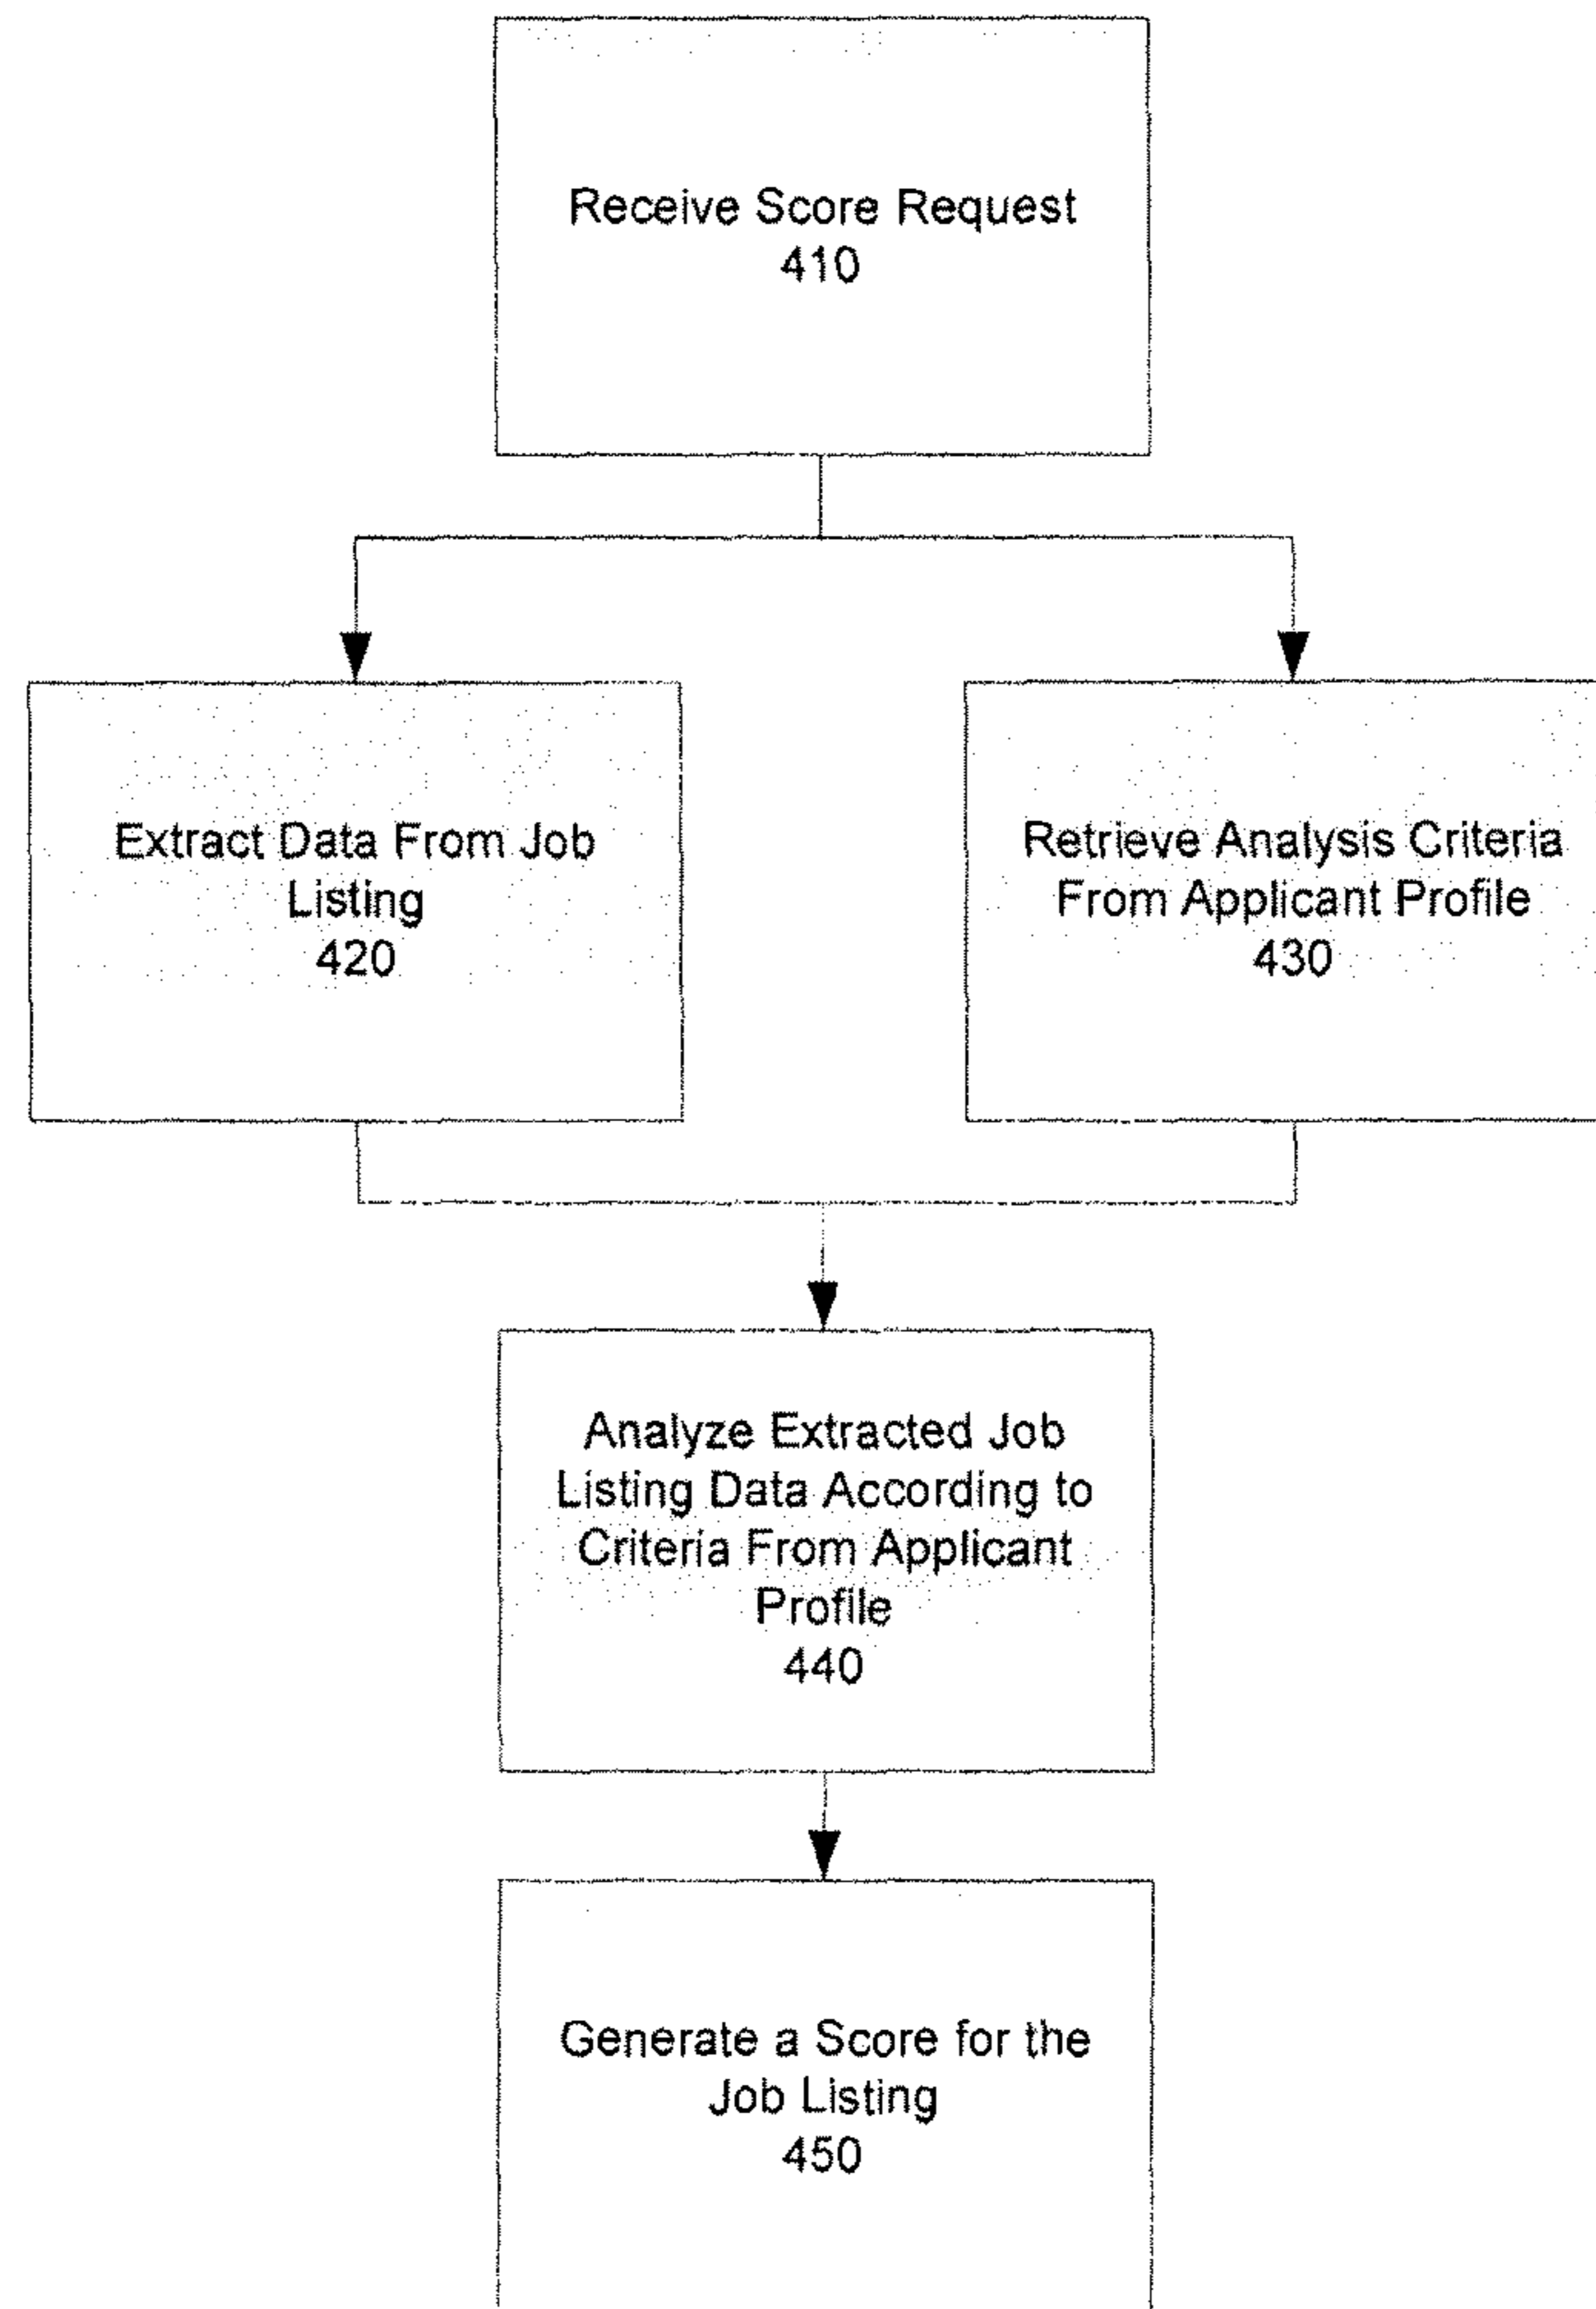 Receive Score Request
410
Extract Data From Job
Listing
420
Retrieve Analysis Criteria
From Applicant Profile
430
Analyze Extracted Job
Listing Data According to
Criteria From Applicant
Profile
440
Generate a Score for the
Job Listing
450